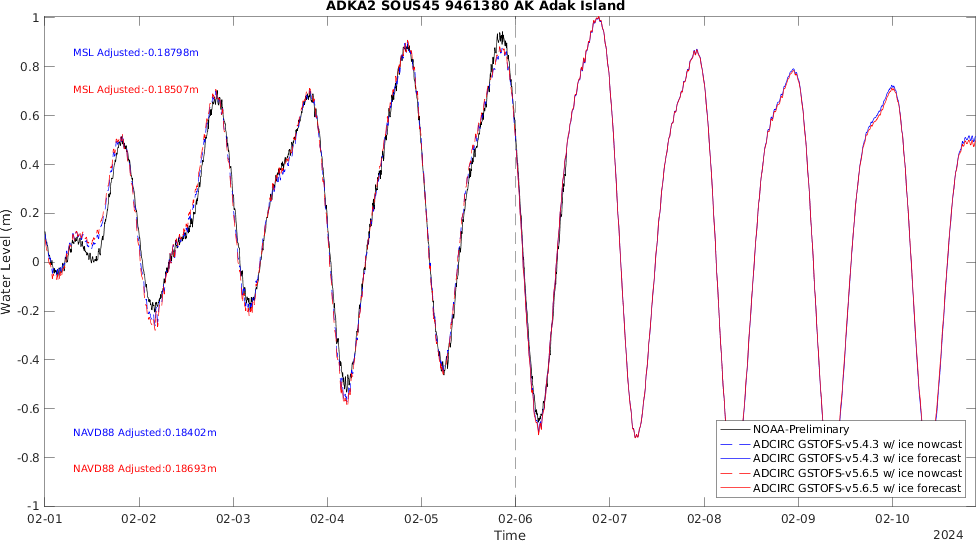 ADKA2 SOUS45 9461380 AK Adak Island
MSL Adjusted:-0.18798m
MSL Adjusted:-0.18507m
NAVD88 Adjusted:0.18402m
NAVD88 Adjusted:0.18693m
Water Level (m)
1
0.8
0.6
0.4
0.2
0
-0.2
-0.4
-0.6
-0.8
-1
NOAA-Preliminary
ADCIRC GSTOFS-v5.4.3 w/ ice nowcast
ADCIRC GSTOFS-v5.4.3 w/ ice forecast
ADCIRC GSTOFS-v5.6.5 w/ ice nowcast
ADCIRC GSTOFS-v5.6.5 w/ ice forecast
02-01 02-02 02-03 02-04 02-05 02-06 02-07 02-08 02-09 02-10
Time
2024